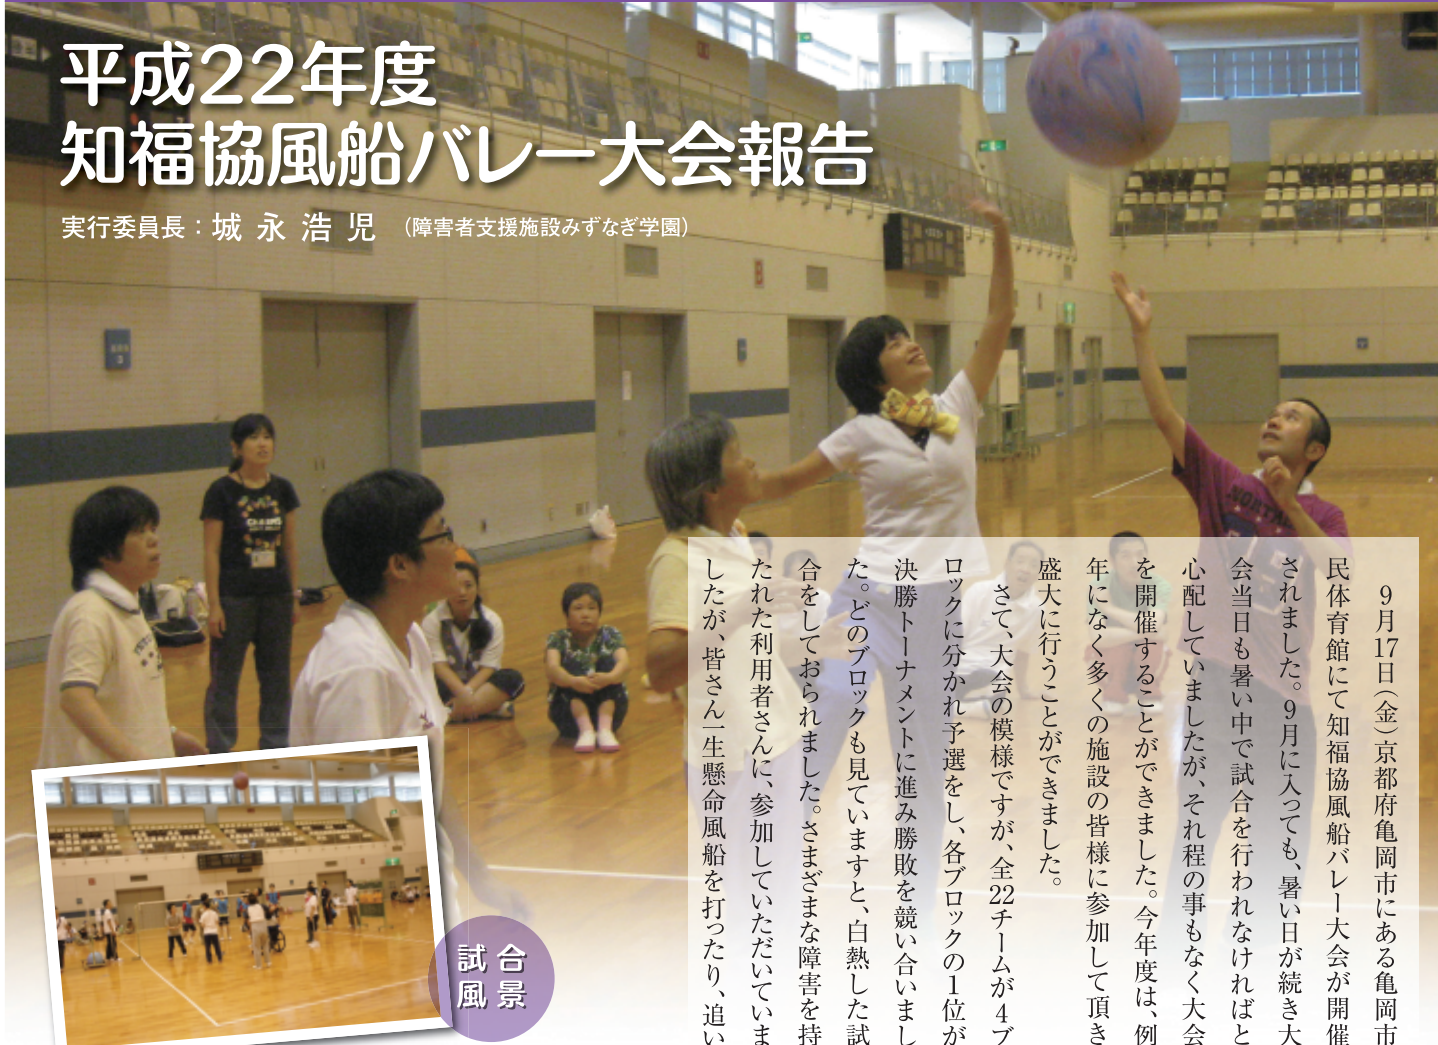 平成22年度
知福協風船バレー大会報告
実行委員長：城永浩児 （障害者支援施設みずなぎ学園）
9月17日（金）京都府亀岡市にある亀岡市
民体育館にて知福協風船バレー大会が開催
されました。9月に入っても、暑い日が続き大
会当日も暑い中で試合を行われなければと
心配していましたが、それ程の事もなく大会
を開催することができました。今年度は、例
年になく多くの施設の皆様に参加して頂き
盛大に行うことができました。
さて、大会の模様ですが、全22チームが4ブ
ロックに分かれ予選をし、各ブロックの1位が
決勝トーナメントに進み勝敗を競い合いまし
た。どのブロックも見ていますと、白熱した試
合をしておられました。さまざまな障害を持
たれた利用者さんに、参加していただいていま
したが、皆さん一生懸命風船を打ったり、追い
試合
風景